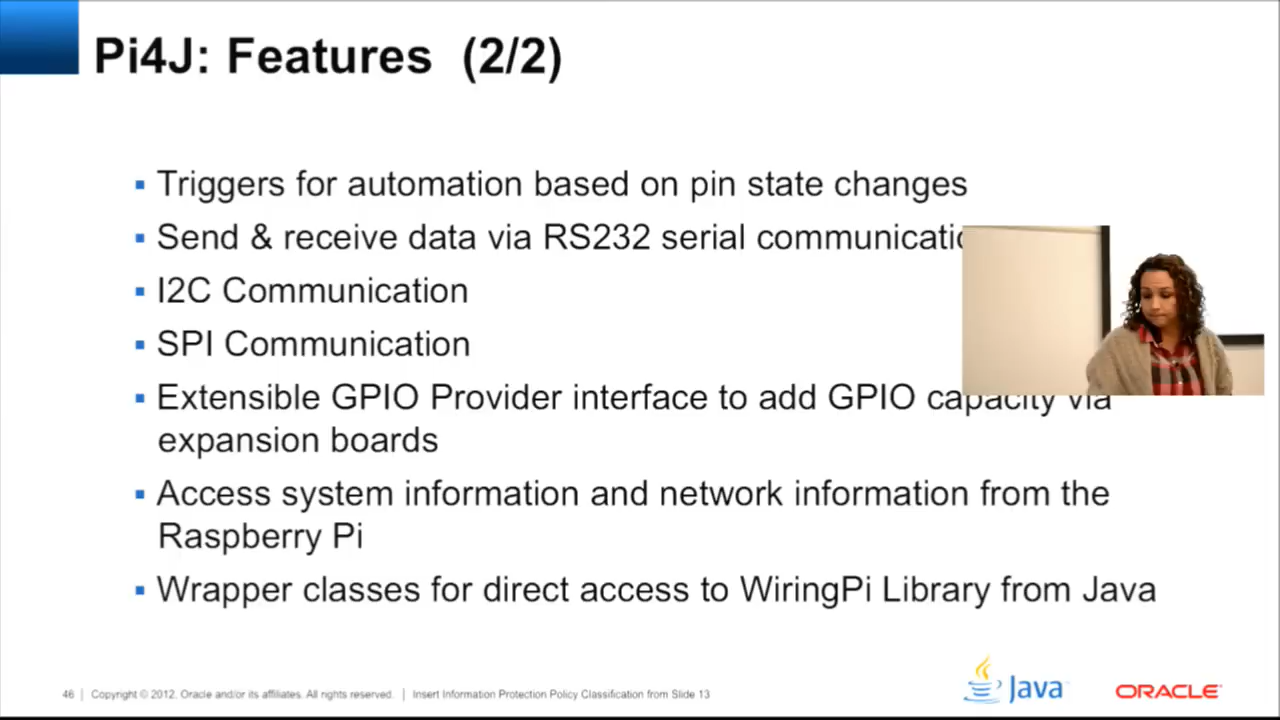 Pi4J: Features (2/2)
▪ Triggers for automation based on pin state changes
▪ Send & receive data via RS232 serial
▪ I2C Communication
▪ SPI Communication
▪ Extensible GPIO Provider interface to add GPIO capacity via
expansion boards
▪ Access system information and network information from the
Raspberry Pi
▪ Wrapper classes for direct access to WiringPi Library from Java
46 | Copyright © 2012, Oracle and/or its affiliates. All rights reserved. | Insert Information Protection Policy Classification from Slide 13
Java
ORACLE